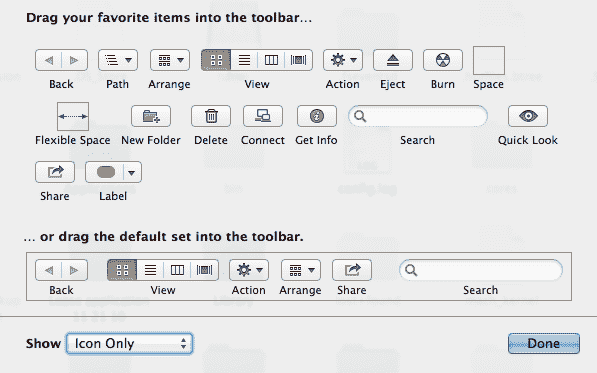 Drag your favorite items into the toolbar...
Back Path Arrange View Action Eject Burn Space
Flexible Space New Folder Delete Connect Get Info Search Quick Look
Share Label
... or drag the default set into the toolbar.
Back View Action Arrange Share Search
Show Icon Only Done